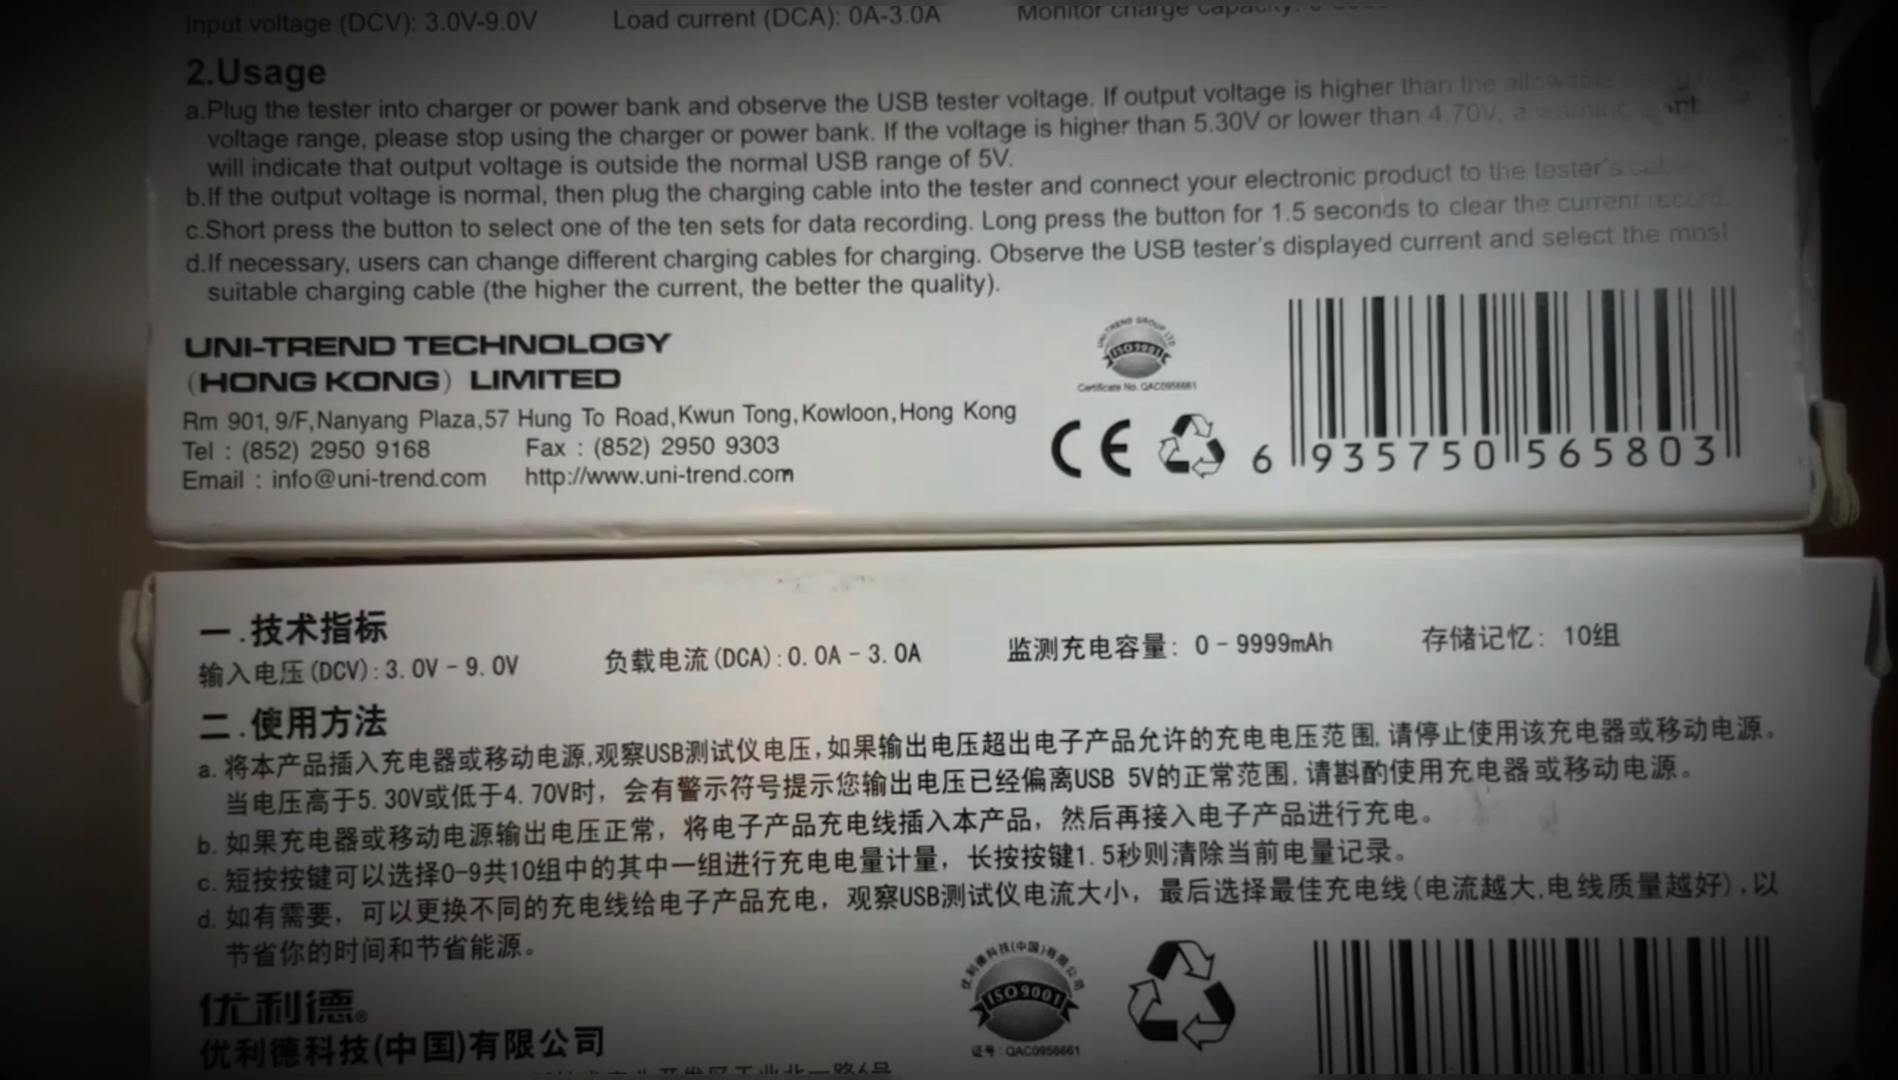 Input voltage (DCV): 3.0V-9.0V Load current (DCA): 0A-3.0A Monitor charge capacity:
2.Usage
a.Plug the tester into charger or power bank and observe the USB tester voltage. If output voltage is higher than the allowable
voltage range, please stop using the charger or power bank. If the voltage is higher than 5.30V or lower than 4.70V, a warning
will indicate that output voltage is outside the normal USB range of 5V.
b.If the output voltage is normal, then plug the charging cable into the tester and connect your electronic product to the tester's cable.
c.Short press the button to select one of the ten sets for data recording. Long press the button for 1.5 seconds to clear the current record.
d.If necessary, users can change different charging cables for charging. Observe the USB tester's displayed current and select the most
suitable charging cable (the higher the current, the better the quality).
UNI-TREND TECHNOLOGY
(HONG KONG) LIMITED
Rm 901, 9/F,Nanyang Plaza,57 Hung To Road,Kwun Tong,Kowloon,Hong Kong
Tel : (852) 2950 9168 Fax : (852) 2950 9303
Email : info@uni-trend.com http://www.uni-trend.com
UNI-TREND GROUP LTD
ISO9001
Certificate No. QAC0956661
CE
6 935750 565803
一.技术指标
输入电压(DCV):3.0V-9.0V 负载电流(DCA):0.0A-3.0A 监测充电容量: 0-9999mAh 存储记忆: 10组
二.使用方法
a. 将本产品插入充电器或移动电源,观察USB测试仪电压,如果输出电压超出电子产品允许的充电电压范围,请停止使用该充电器或移动电源。
当电压高于5.30V或低于4.70V时，会有警示符号提示您输出电压已经偏离USB 5V的正常范围,请斟酌使用充电器或移动电源。
b. 如果充电器或移动电源输出电压正常，将电子产品充电线插入本产品，然后再接入电子产品进行充电。
c. 短按按键可以选择0-9共10组中的其中一组进行充电电量计量，长按按键1.5秒则清除当前电量记录。
d. 如有需要，可以更换不同的充电线给电子产品充电，观察USB测试仪电流大小，最后选择最佳充电线(电流越大,电线质量越好),以
节省你的时间和节省能源。
优利德®
优利德科技(中国)有限公司
优利德科技(中国)有限公司
ISO9001
证号:QAC0956661